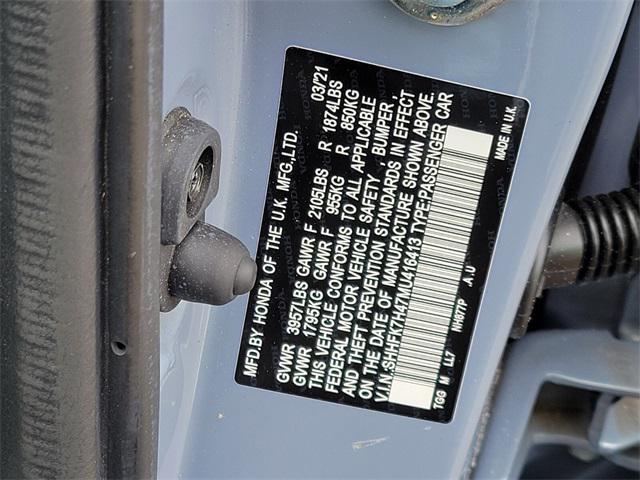 MFD.BY HONDA OF THE U.K. MFG.,LTD. 03/'21
GVWR 3957LBS GAWR F 2105LBS R 1874LBS
GVWR 1795KG GAWR F 955KG R 850KG
THIS VEHICLE CONFORMS TO ALL APPLICABLE
FEDERAL MOTOR VEHICLE SAFETY , BUMPER ,
AND THEFT PREVENTION STANDARDS IN EFFECT
ON THE DATE OF MANUFACTURE SHOWN ABOVE.
V.I.N.:SHHFK7H47MU416413 TYPE:PASSENGER CAR
TGG M LL7 NH877P A.U MADE IN U.K.